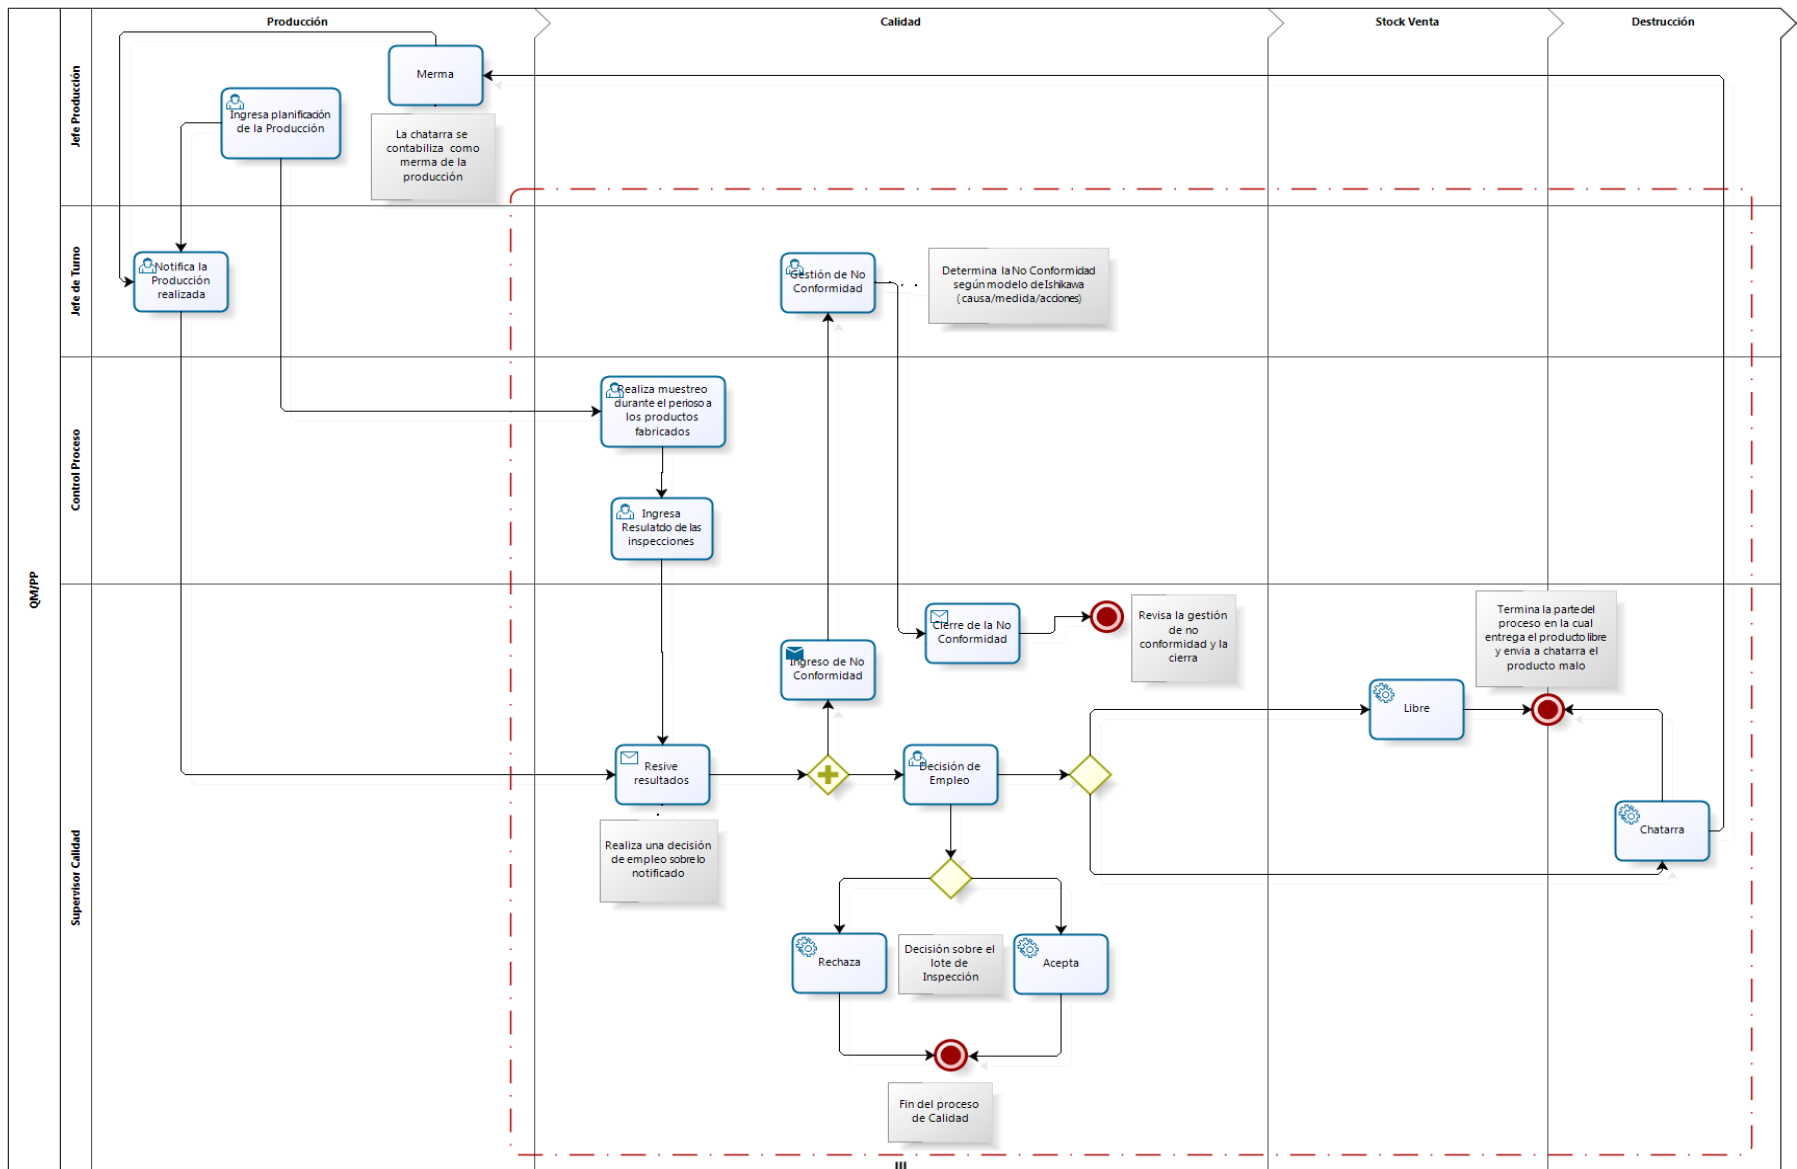 Producción
Calidad
Stock Venta
Destrucción
QM/PP
Jefe Producción
Merma
Ingresa planificación
de la Producción
La chatarra se
contabiliza como
merma de la
producción
Jefe de Turno
Notifica la
Producción
realizada
Gestión de No
Conformidad
Determina la No Conformidad
según modelo de Ishikawa
(causa/medida/acciones)
Control Proceso
Realiza muestreo
durante el perioso a
los productos
fabricados
Ingresa
Resulatdo de las
inspecciones
Supervisor Calidad
Cierre de la No
Conformidad
Revisa la gestión
de no
conformidad y la
cierra
Termina la parte del
proceso en la cual
entrega el producto libre
y envia a chatarra el
producto malo
Ingreso de No
Conformidad
Libre
Resive
resultados
Decisión de
Empleo
Chatarra
Realiza una decisión
de empleo sobre lo
notificado
Rechaza
Decisión sobre el
lote de
Inspección
Acepta
Fin del proceso
de Calidad